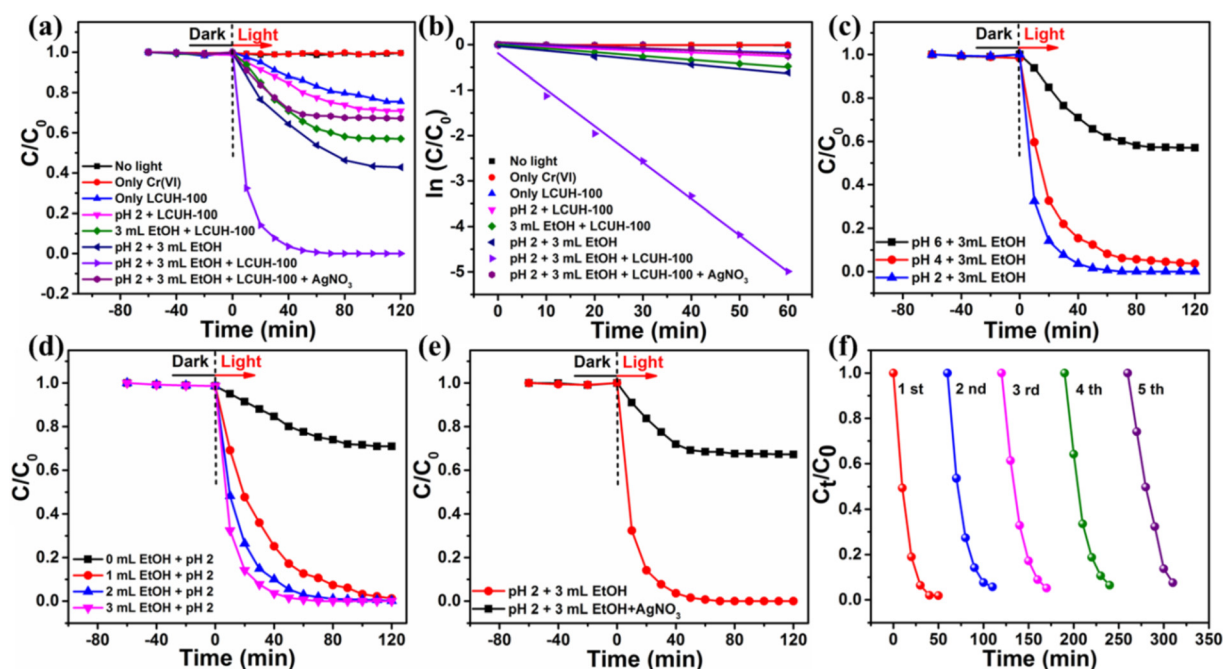 (a)
Dark
Light
1.0
0.8
0.6
0.4
0.2
0.0
-0.2
C/C0
No light
Only Cr(VI)
Only LCUH-100
pH 2 + LCUH-100
3 mL EtOH + LCUH-100
pH 2 + 3 mL EtOH
pH 2 + 3 mL EtOH + LCUH-100
pH 2 + 3 mL EtOH + LCUH-100 + AgNO3
-80 -40 0 40 80 120
Time (min)
(b)
0
-1
-2
-3
-4
-5
ln (C/C0)
No light
Only Cr(VI)
Only LCUH-100
pH 2 + LCUH-100
3 mL EtOH + LCUH-100
pH 2 + 3 mL EtOH
pH 2 + 3 mL EtOH + LCUH-100
pH 2 + 3 mL EtOH + LCUH-100 + AgNO3
0 10 20 30 40 50 60
Time (min)
(c)
Dark
Light
1.0
0.8
0.6
0.4
0.2
0.0
C/C0
pH 6 + 3mL EtOH
pH 4 + 3mL EtOH
pH 2 + 3mL EtOH
-80 -40 0 40 80 120
Time (min)
(d)
Dark
Light
1.0
0.8
0.6
0.4
0.2
0.0
C/C0
0 mL EtOH + pH 2
1 mL EtOH + pH 2
2 mL EtOH + pH 2
3 mL EtOH + pH 2
-80 -40 0 40 80 120
Time (min)
(e)
Dark
Light
1.0
0.8
0.6
0.4
0.2
0.0
C/C0
pH 2 + 3 mL EtOH
pH 2 + 3 mL EtOH+AgNO3
-80 -40 0 40 80 120
Time (min)
(f)
1 st
2 nd
3 rd
4 th
5 th
1.0
0.8
0.6
0.4
0.2
0.0
Ct/C0
0 50 100 150 200 250 300 350
Time (min)